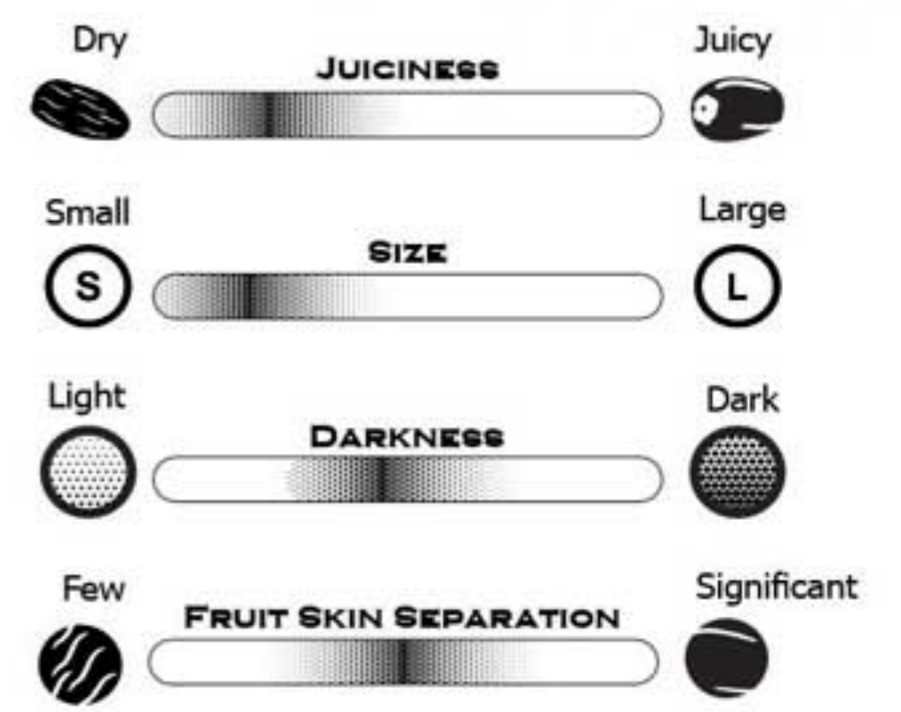 Dry
Juicy
JUICINESS
Small
Large
SIZE
S
L
Light
Dark
DARKNESS
Few
Significant
FRUIT SKIN SEPARATION